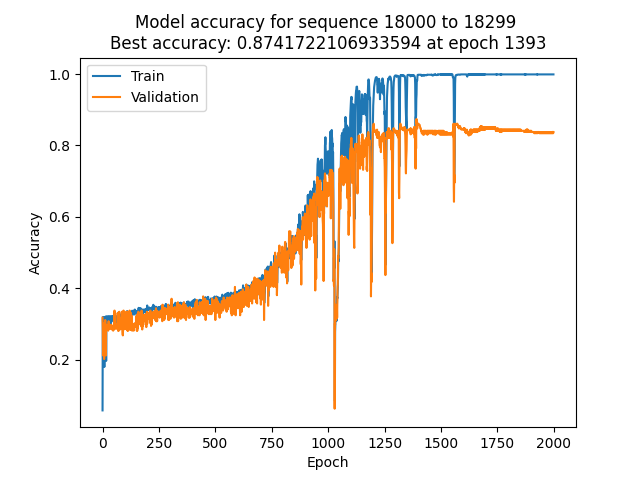 Model accuracy for sequence 18000 to 18299
Best accuracy: 0.8741722106933594 at epoch 1393
Train
Validation
1.0
0.8
0.6
0.4
0.2
Accuracy
0
250
500
750
1000
1250
1500
1750
2000
Epoch